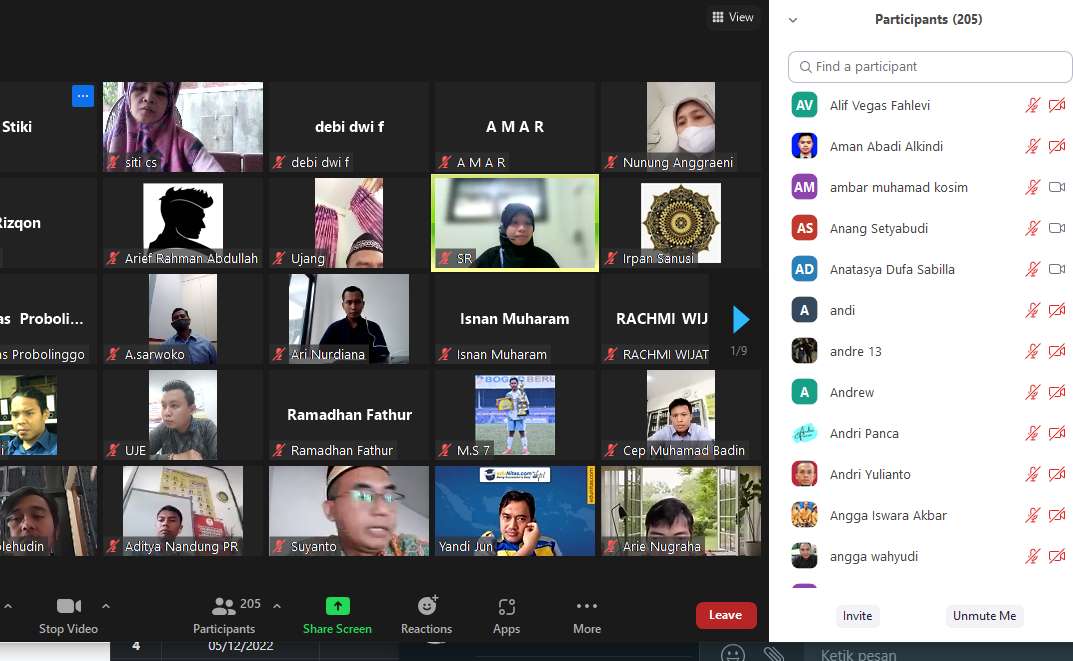 View
Stiki
siti cs
debi dwi f
debi dwi f
A M A R
A M A R
Nunung Anggraeni
Rizqon
Arief Rahman Abdullah
Ujang
SR
Irpan Sanusi
as Proboli...
as Probolinggo
A.sarwoko
Ari Nurdiana
Isnan Muharam
Isnan Muharam
RACHMI WIJ
RACHMI WIJAT
1/9
UJE
Ramadhan Fathur
Ramadhan Fathur
BOGOR BERL
M.S 7
Cep Muhamad Badin
olehudin
Aditya Nandung PR
Suyanto
eduNitas.com
Yandi Jun
Arie Nugraha
Stop Video
205
Participants
Share Screen
Reactions
Apps
More
Leave
4
05/12/2022
Participants (205)
Find a participant
AV Alif Vegas Fahlevi
Aman Abadi Alkindi
AM ambar muhamad kosim
AS Anang Setyabudi
AD Anatasya Dufa Sabilla
A andi
andre 13
A Andrew
Andri Panca
Andri Yulianto
Angga Iswara Akbar
angga wahyudi
Invite
Unmute Me
Ketik pesan